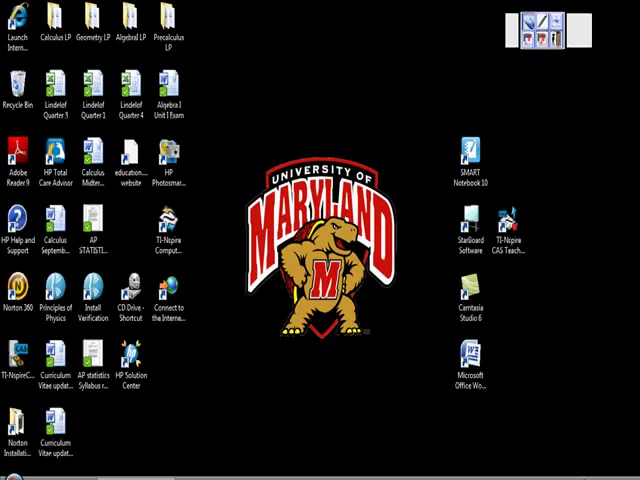 Launch
Intern...
Calculus LP
Geometry LP
Algebra1 LP
Precalculus
LP
Recycle Bin
Lindelof
Quarter 3
Lindelof
Quarter 1
Lindelof
Quarter 4
Algebra I
Unit I Exam
Adobe
Reader 9
HP Total
Care Advisor
Calculus
Midter...
education....
website
HP
Photosmar...
HP Help and
Support
Calculus
Septemb...
AP
STATISTI...
TI-Nspire
Comput...
Norton 360
Principles of
Physics
Install
Verification
CD Drive -
Shortcut
Connect to
the Interne...
TI-NspireC...
Curriculum
Vitae updat...
AP statistics
Syllabus r...
HP Solution
Center
Norton
Installati...
Curriculum
Vitae updat...
UNIVERSITY OF
MARYLAND
M
SMART
Notebook 10
StarBoard
Software
TI-Nspire
CAS Teach...
Camtasia
Studio 6
Microsoft
Office Wo...